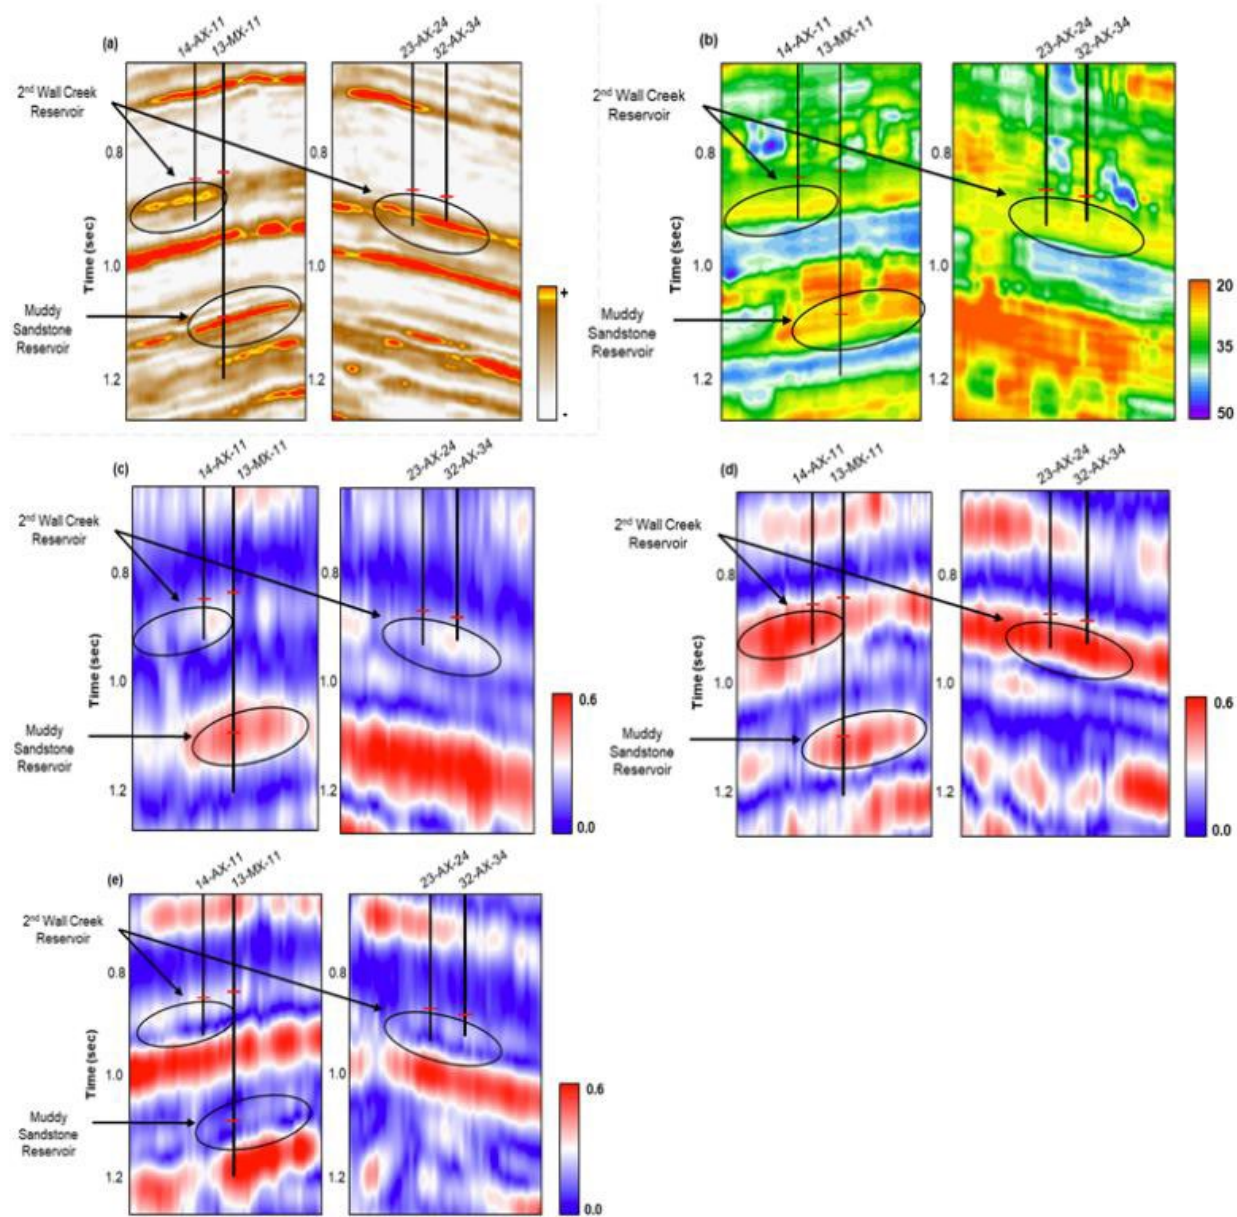 (a)
14-AX-11
13-MX-11
23-AX-24
32-AX-34
2nd Wall Creek
Reservoir
0.8
0.8
Time (sec)
1.0
1.0
Muddy
Sandstone
Reservoir
1.2
1.2
+
-
(b)
14-AX-11
13-MX-11
23-AX-24
32-AX-34
2nd Wall Creek
Reservoir
0.8
0.8
Time (sec)
1.0
1.0
Muddy
Sandstone
Reservoir
1.2
1.2
20
35
50
(c)
14-AX-11
13-MX-11
23-AX-24
32-AX-34
2nd Wall Creek
Reservoir
0.8
0.8
Time (sec)
1.0
1.0
Muddy
Sandstone
Reservoir
1.2
1.2
0.6
0.0
(d)
14-AX-11
13-MX-11
23-AX-24
32-AX-34
2nd Wall Creek
Reservoir
0.8
0.8
Time (sec)
1.0
1.0
Muddy
Sandstone
Reservoir
1.2
1.2
0.6
0.0
(e)
14-AX-11
13-MX-11
23-AX-24
32-AX-34
2nd Wall Creek
Reservoir
0.8
0.8
Time (sec)
1.0
1.0
Muddy
Sandstone
Reservoir
1.2
1.2
0.6
0.0